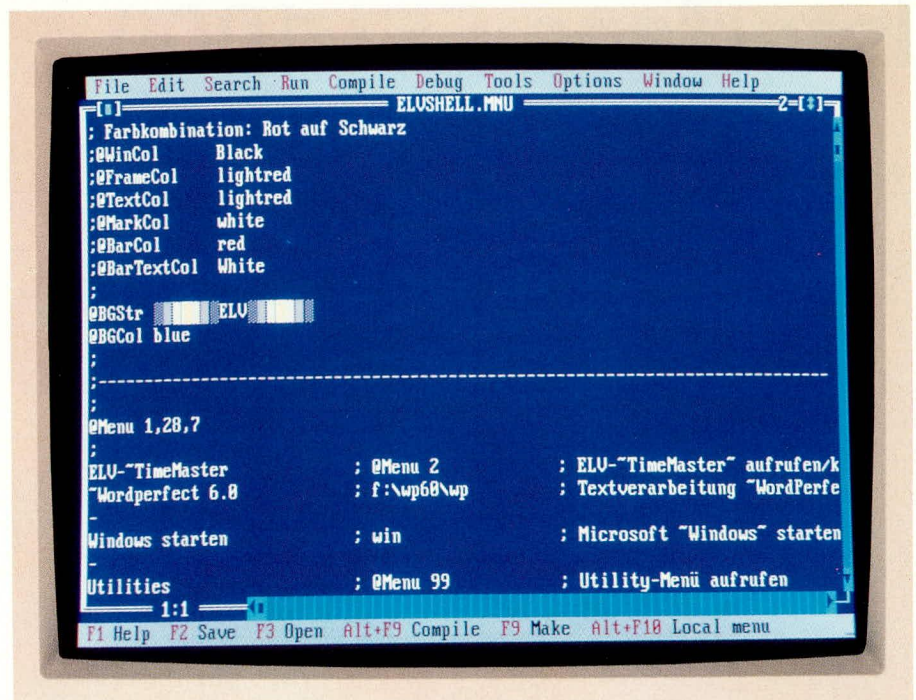 File Edit Search Run Compile Debug Tools Options Window Help
ELVSHELL.MNU 2
; Farbkombination: Rot auf Schwarz
;@WinCol Black
;@FrameCol lightred
;@TextCol lightred
;@MarkCol white
;@BarCol red
;@BarTextCol White
;
@BGStr ░▒▓█▓▒░ELV░▒▓█▓▒░
@BGCol blue
;
;--------------------------------------------------------------------------------
;
@Menu 1,28,7
;
ELV-~TimeMaster ; @Menu 2 ; ELV-~TimeMaster~ aufrufen/k
~Wordperfect 6.0 ; f:\wp60\wp ; Textverarbeitung ~WordPerfe
-
Windows starten ; win ; Microsoft ~Windows~ starten
-
Utilities ; @Menu 99 ; Utility-Menü aufrufen
1:1
F1 Help F2 Save F3 Open Alt+F9 Compile F9 Make Alt+F10 Local menu